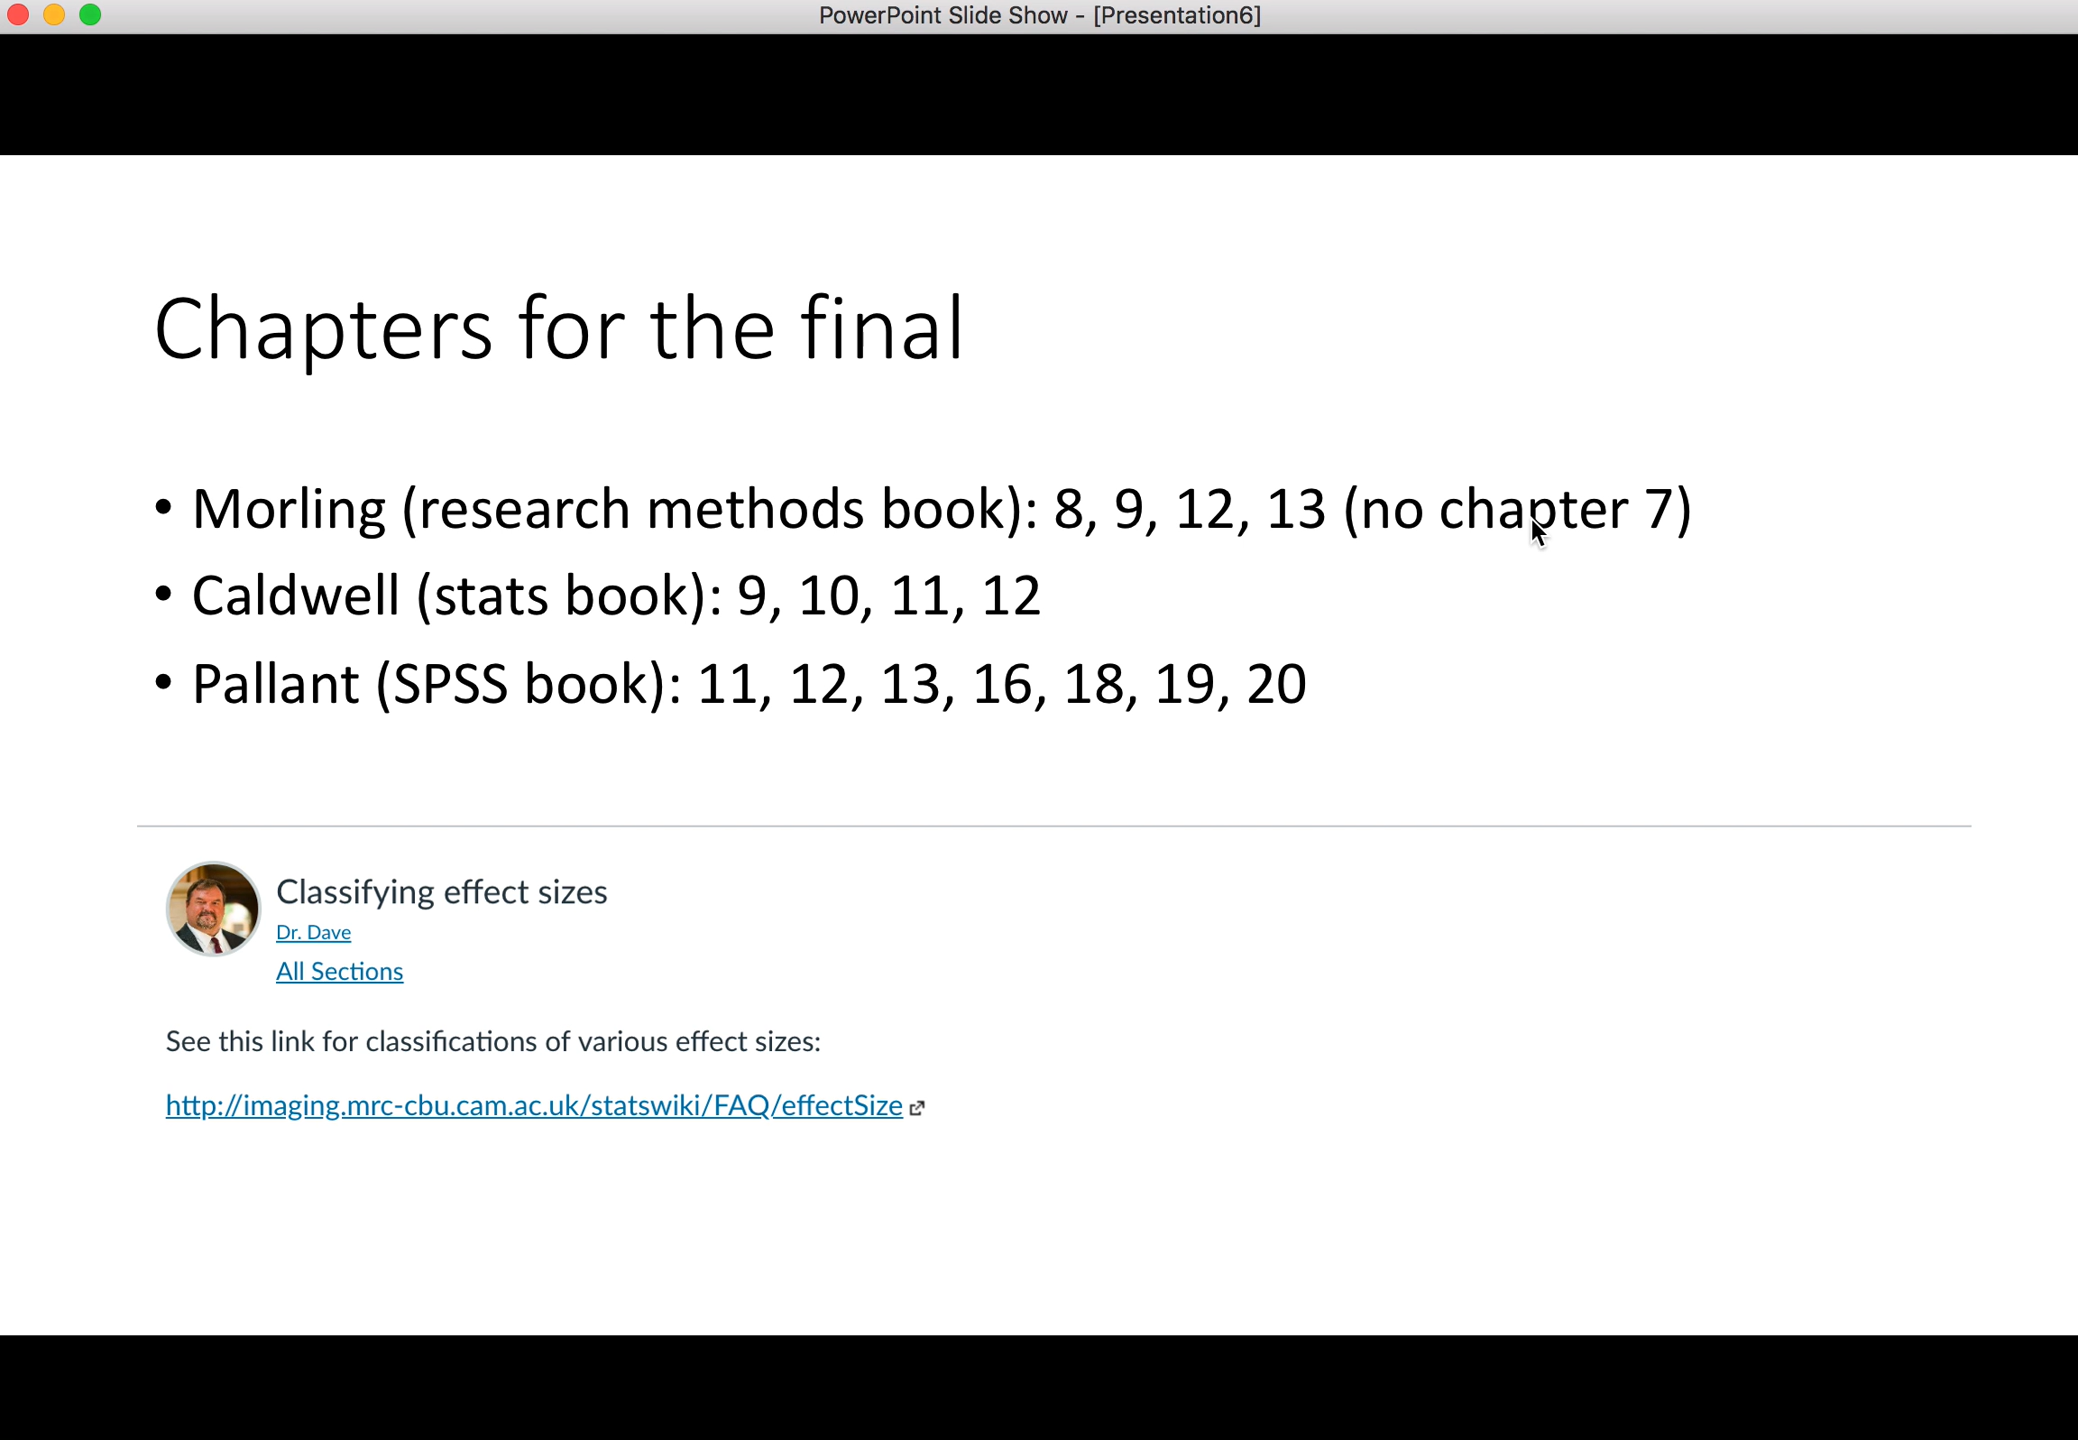 PowerPoint Slide Show - [Presentation6]
Chapters for the final
• Morling (research methods book): 8, 9, 12, 13 (no chapter 7)
• Caldwell (stats book): 9, 10, 11, 12
• Pallant (SPSS book): 11, 12, 13, 16, 18, 19, 20
Classifying effect sizes
Dr. Dave
All Sections
See this link for classifications of various effect sizes:
http://imaging.mrc-cbu.cam.ac.uk/statswiki/FAQ/effectSize